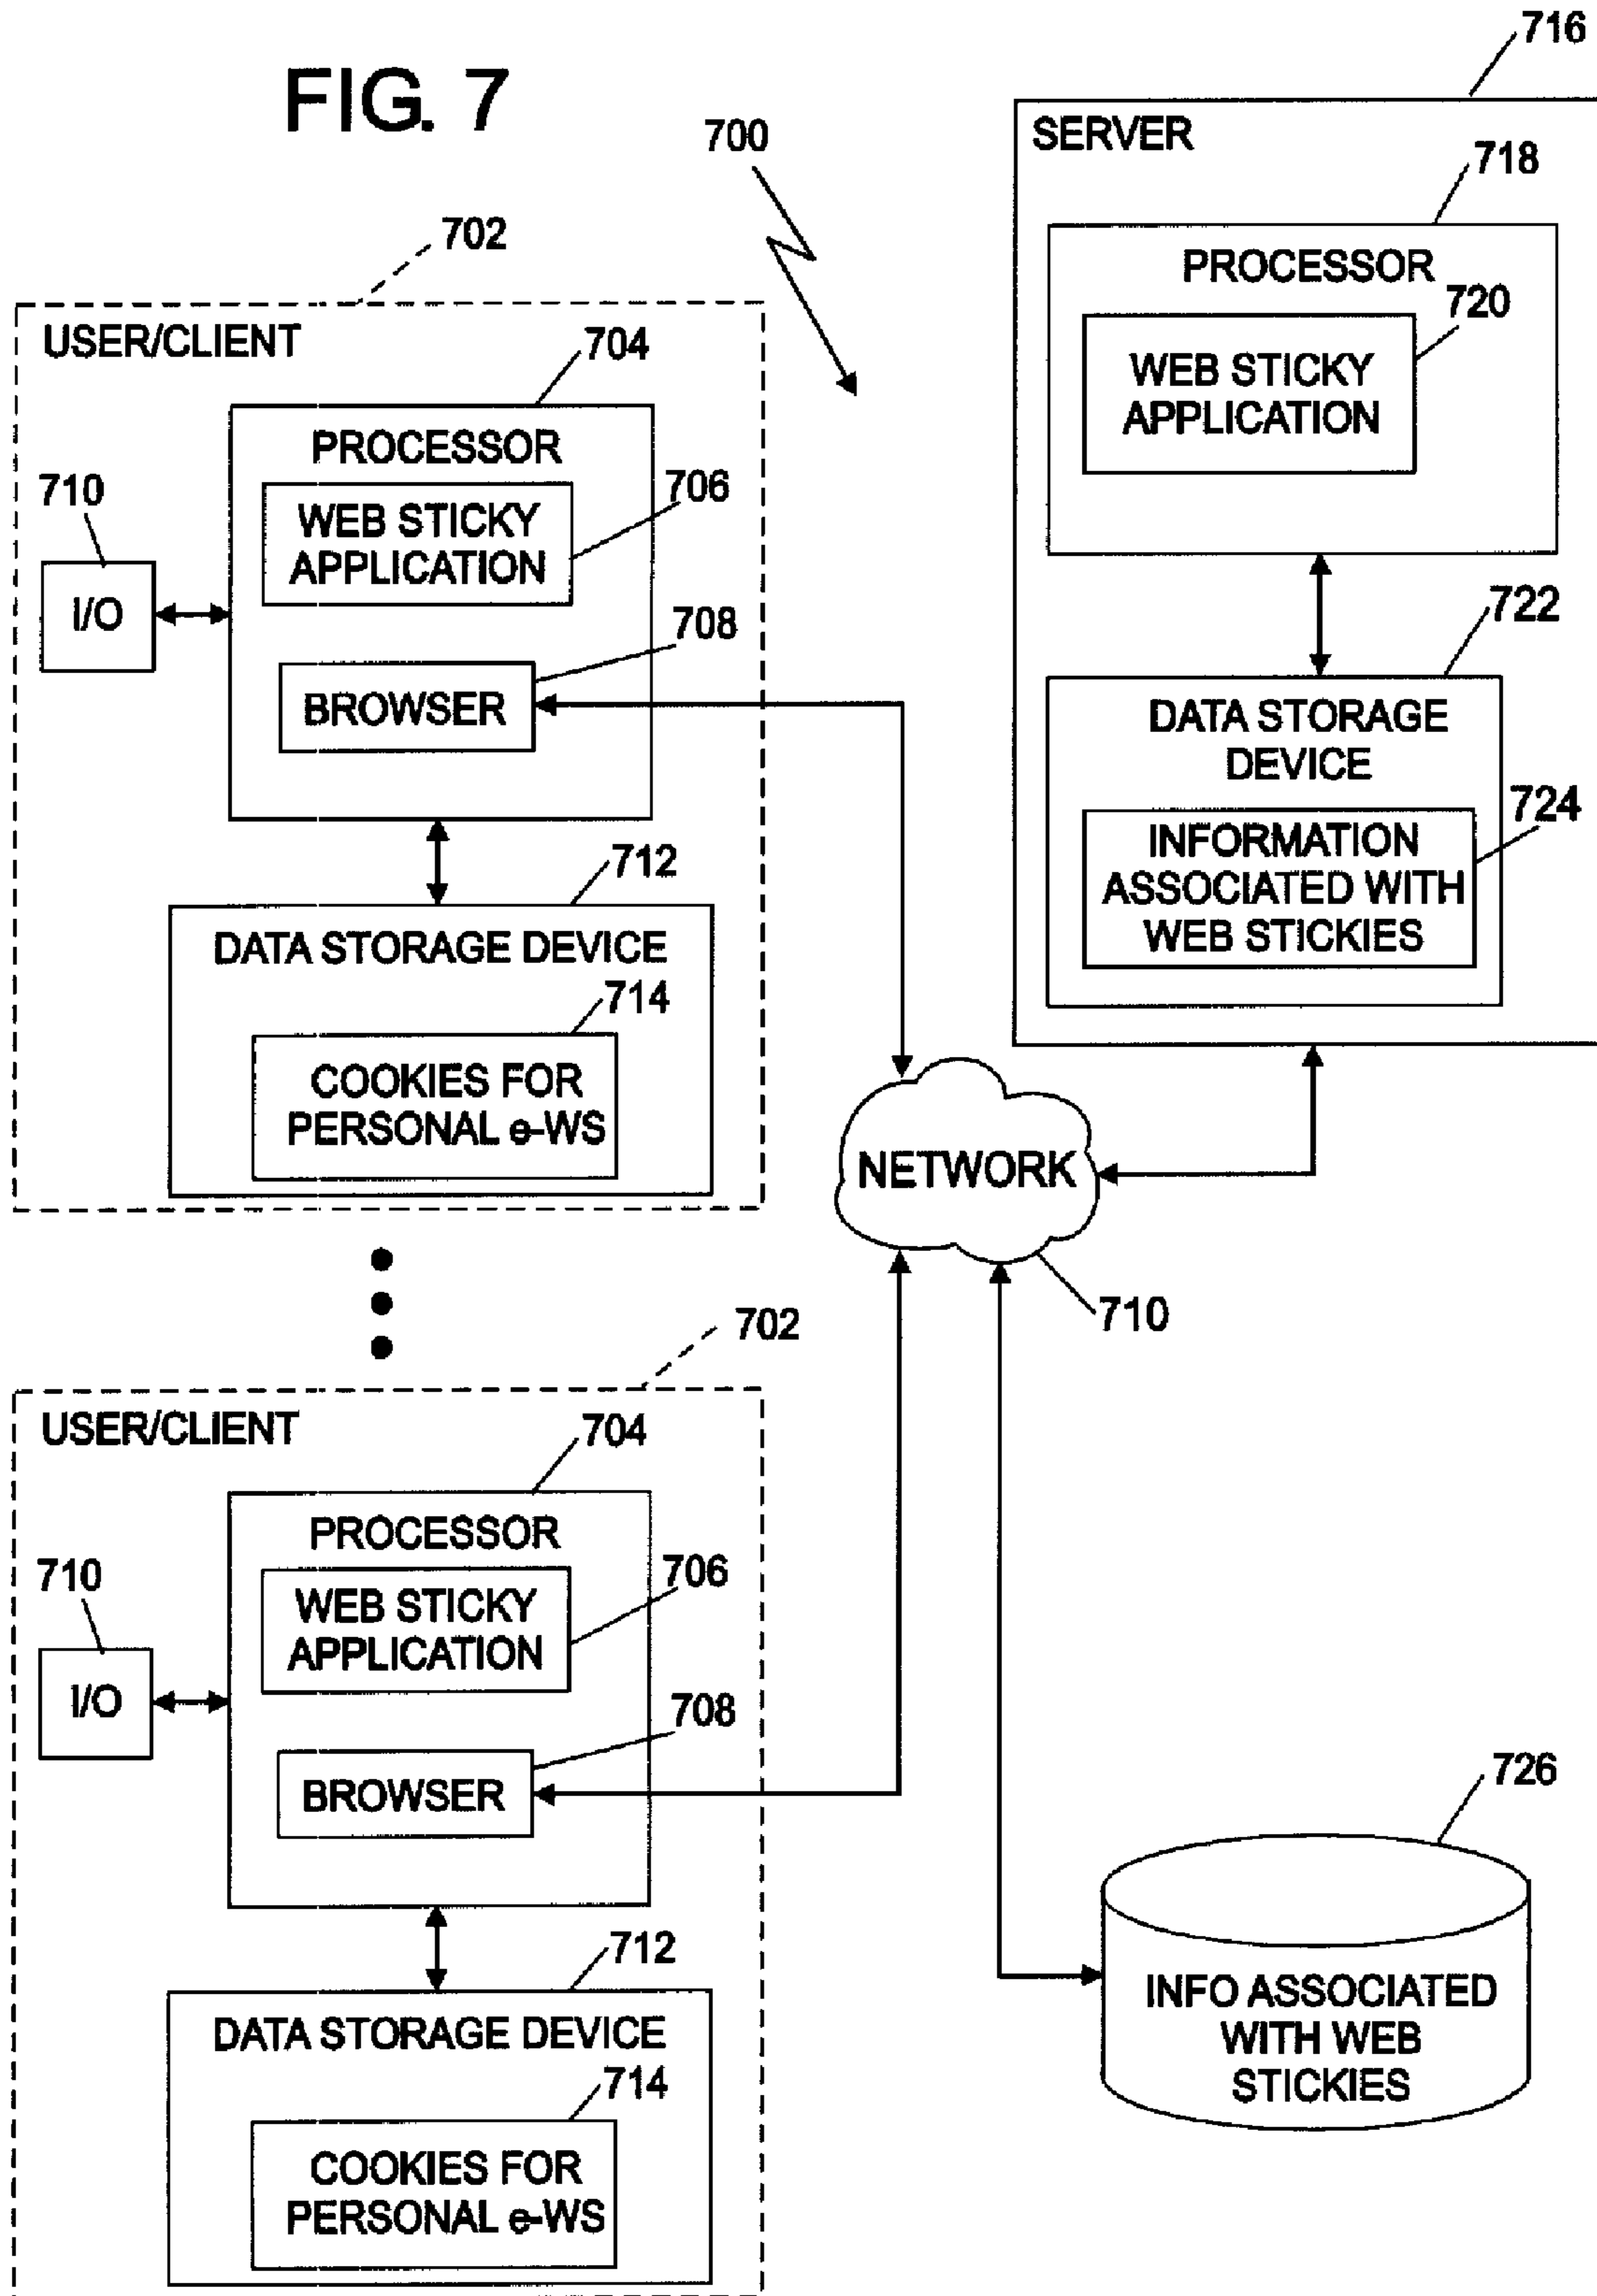 FIG. 7
700
716
SERVER
718
PROCESSOR
720
WEB STICKY
APPLICATION
722
DATA STORAGE
DEVICE
724
INFORMATION
ASSOCIATED WITH
WEB STICKIES
702
USER/CLIENT
704
PROCESSOR
706
WEB STICKY
APPLICATION
710
I/O
708
BROWSER
712
DATA STORAGE DEVICE
714
COOKIES FOR
PERSONAL e-WS
NETWORK
710
702
USER/CLIENT
704
PROCESSOR
706
WEB STICKY
APPLICATION
710
I/O
708
BROWSER
712
DATA STORAGE DEVICE
714
COOKIES FOR
PERSONAL e-WS
726
INFO ASSOCIATED
WITH WEB
STICKIES